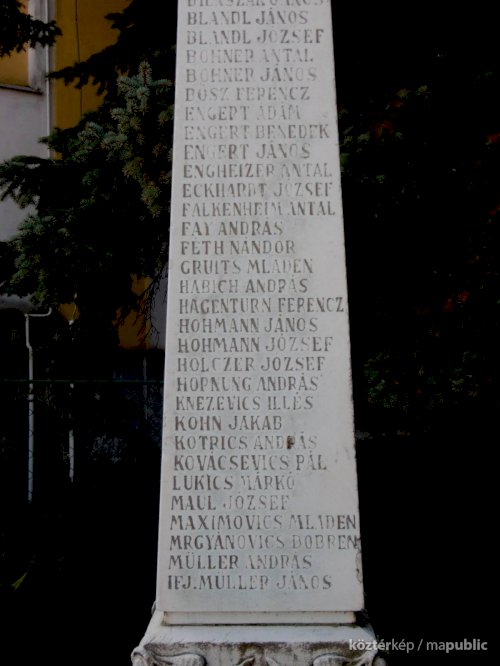 BLANDL JÁNOS
BLANDL JÓZSEF
BOHNER ANTAL
BOHNER JÁNOS
DOSZ FERENCZ
ENGERT ÁDÁM
ENGERT BENEDEK
ENGERT JÁNOS
ENGHEIZER ANTAL
ECKHARDT JÓZSEF
FALKENHEIM ANTAL
FAY ANDRÁS
FETH NÁNDOR
GRUITS MLADEN
HABICH ANDRÁS
HAGENTURN FERENCZ
HOHMANN JÁNOS
HOHMANN JÓZSEF
HOLCZER JÓZSEF
HORNUNG ANDRÁS
KNEZEVICS ILLÉS
KOHN JAKAB
KOTRICS ANDRÁS
KOVÁCSEVICS PÁL
LUKICS MÁRKÓ
MAUL JÓZSEF
MAXIMOVICS MLADEN
MRGYÁNOVICS DOBREN
MÜLLER ANDRÁS
IFJ. MÜLLER JÁNOS
köztérkép / mapublic